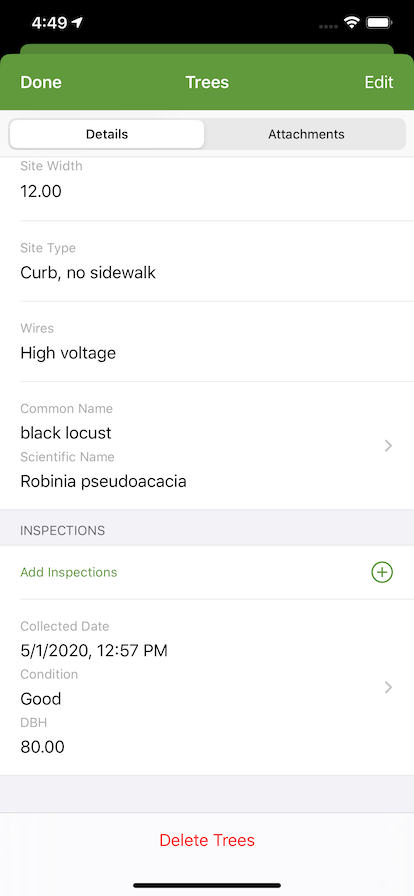 4:49
Done
Trees
Edit
Details
Attachments
Site Width
12.00
Site Type
Curb, no sidewalk
Wires
High voltage
Common Name
black locust
Scientific Name
Robinia pseudoacacia
INSPECTIONS
Add Inspections
Collected Date
5/1/2020, 12:57 PM
Condition
Good
DBH
80.00
Delete Trees